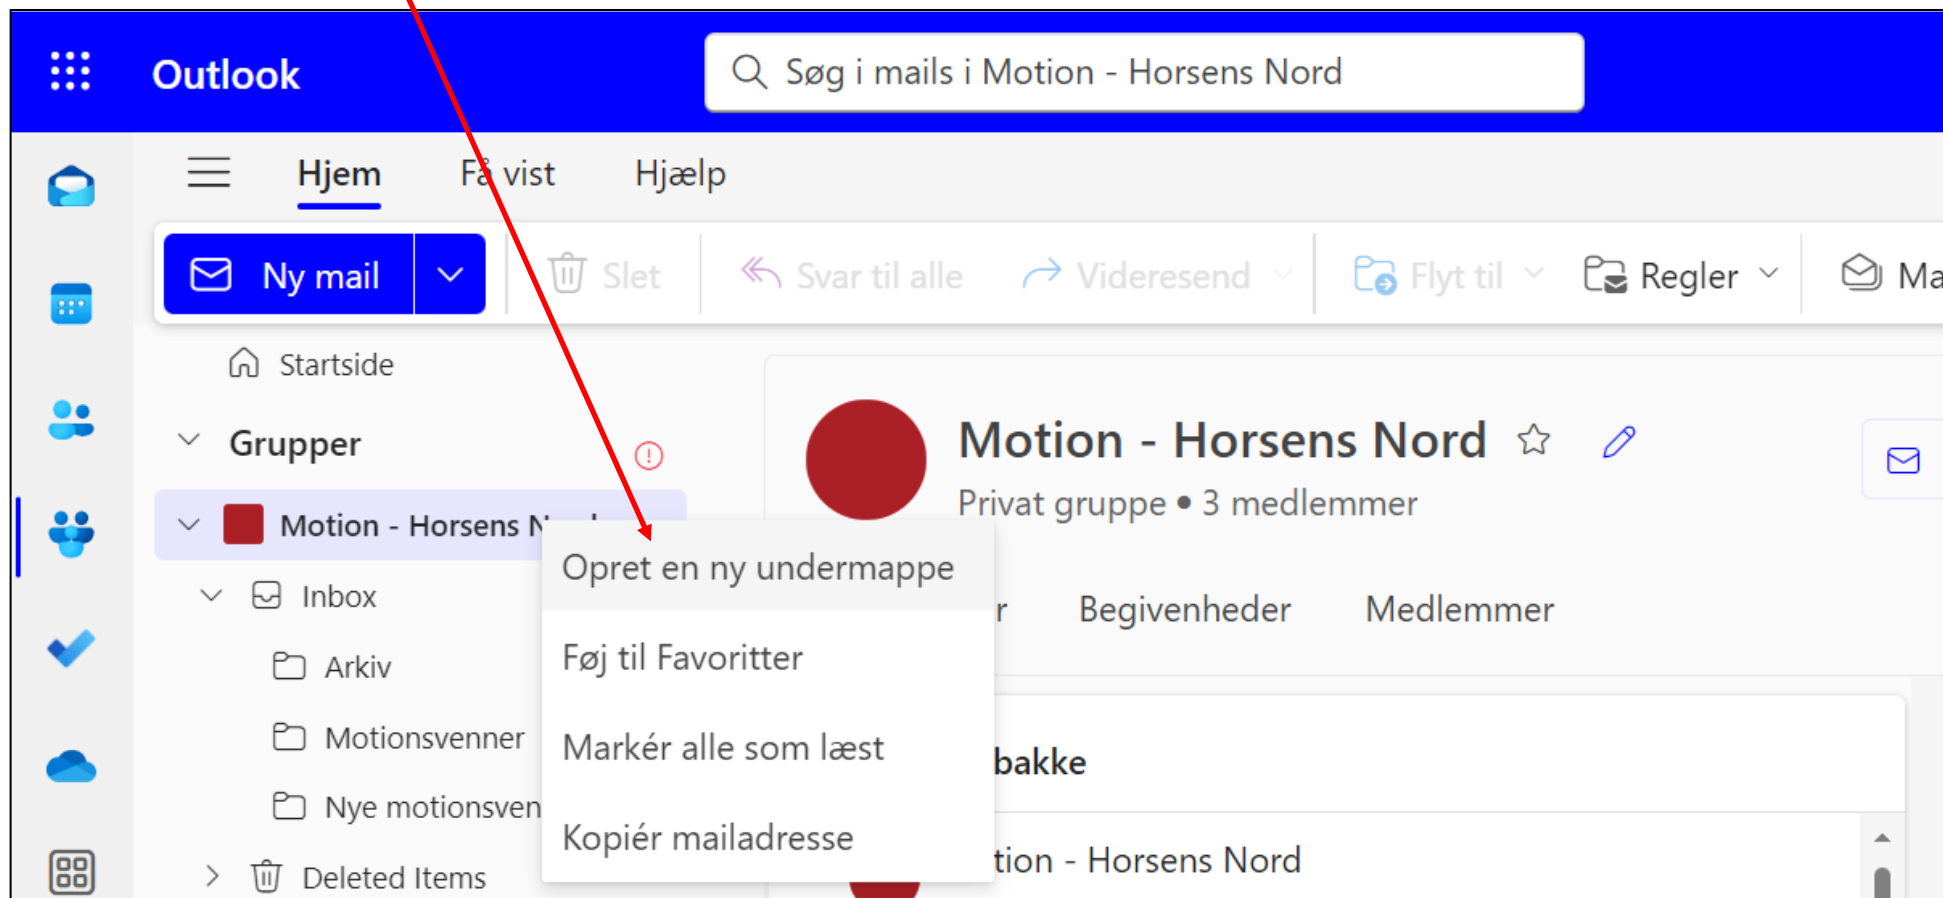 Outlook
Søg i mails i Motion - Horsens Nord
Hjem Få vist Hjælp
Ny mail Slet Svar til alle Videresend Flyt til Regler Ma
Startside
Grupper
Motion - Horsens Nord
Privat gruppe • 3 medlemmer
Motion - Horsens
Opret en ny undermappe
Inbox
r Begivenheder Medlemmer
Arkiv
Føj til Favoritter
Motionsvenner
Markér alle som læst
bakke
Nye motionsven
Kopiér mailadresse
tion - Horsens Nord
Deleted Items